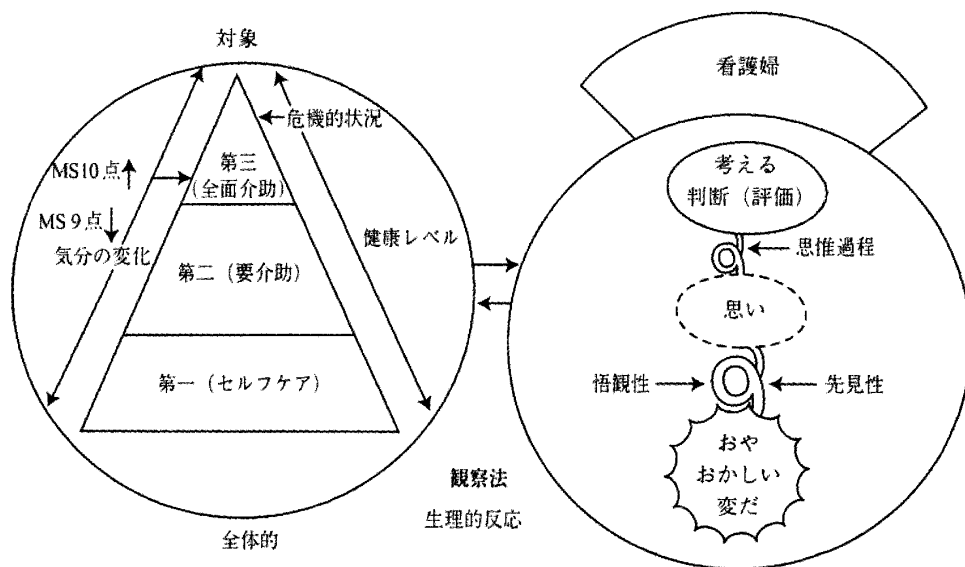 対象
看護婦
危機的状況
MS10点↑
第三
（全面介助）
MS 9点↓
気分の変化
健康レベル
第二（要介助）
第一（セルフケア）
全体的
観察法
生理的反応
考える
判断（評価）
思惟過程
思い
悟観性
先見性
おや
おかしい
変だ